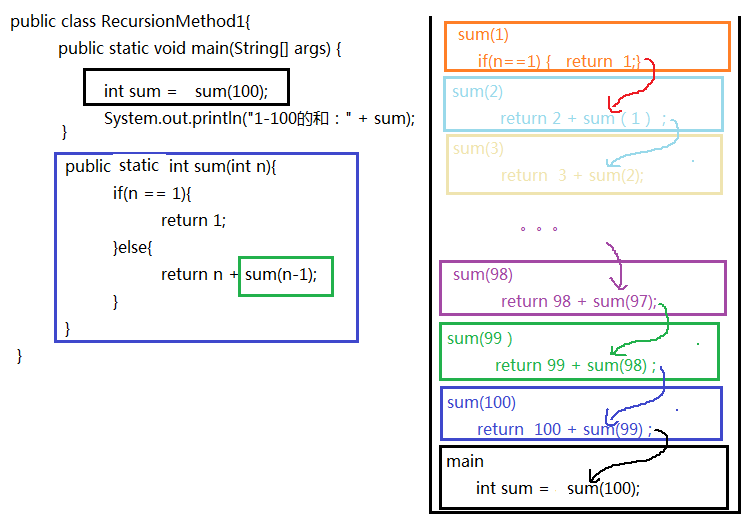 public class RecursionMethod1{
public static void main(String[] args) {
int sum = sum(100);
System.out.println("1-100的和：" + sum);
}
public static int sum(int n){
if(n == 1){
return 1;
}else{
return n + sum(n-1);
}
}
}
sum(1)
if(n==1) { return 1;}
sum(2)
return 2 + sum ( 1 ) ;
sum(3)
return 3 + sum(2);
。。。
sum(98)
return 98 + sum(97);
sum(99 )
return 99 + sum(98) ;
sum(100)
return 100 + sum(99) ;
main
int sum = sum(100);